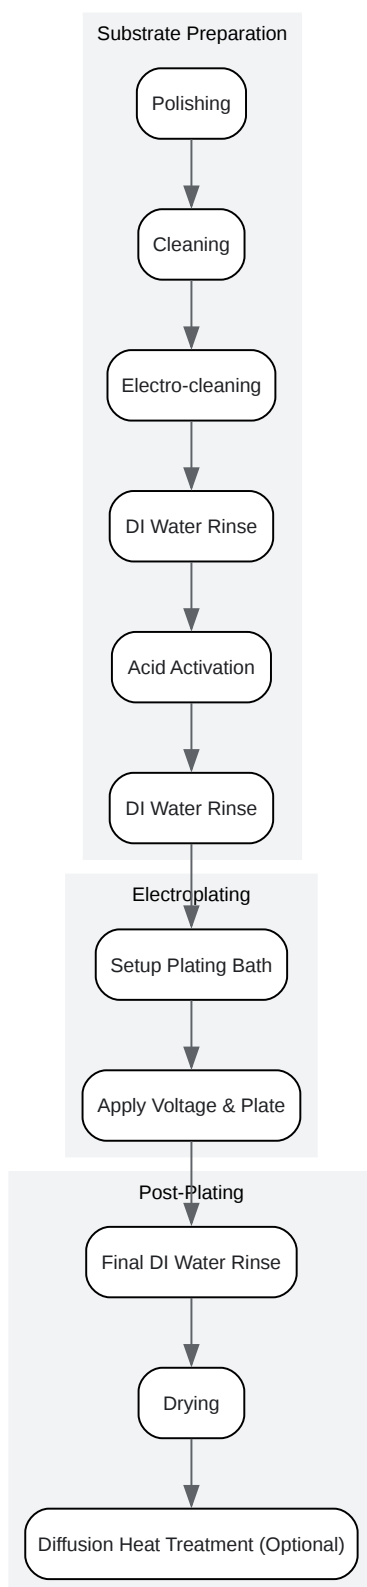 Substrate Preparation
Polishing
Cleaning
Electro-cleaning
DI Water Rinse
Acid Activation
DI Water Rinse
Electroplating
Setup Plating Bath
Apply Voltage & Plate
Post-Plating
Final DI Water Rinse
Drying
Diffusion Heat Treatment (Optional)